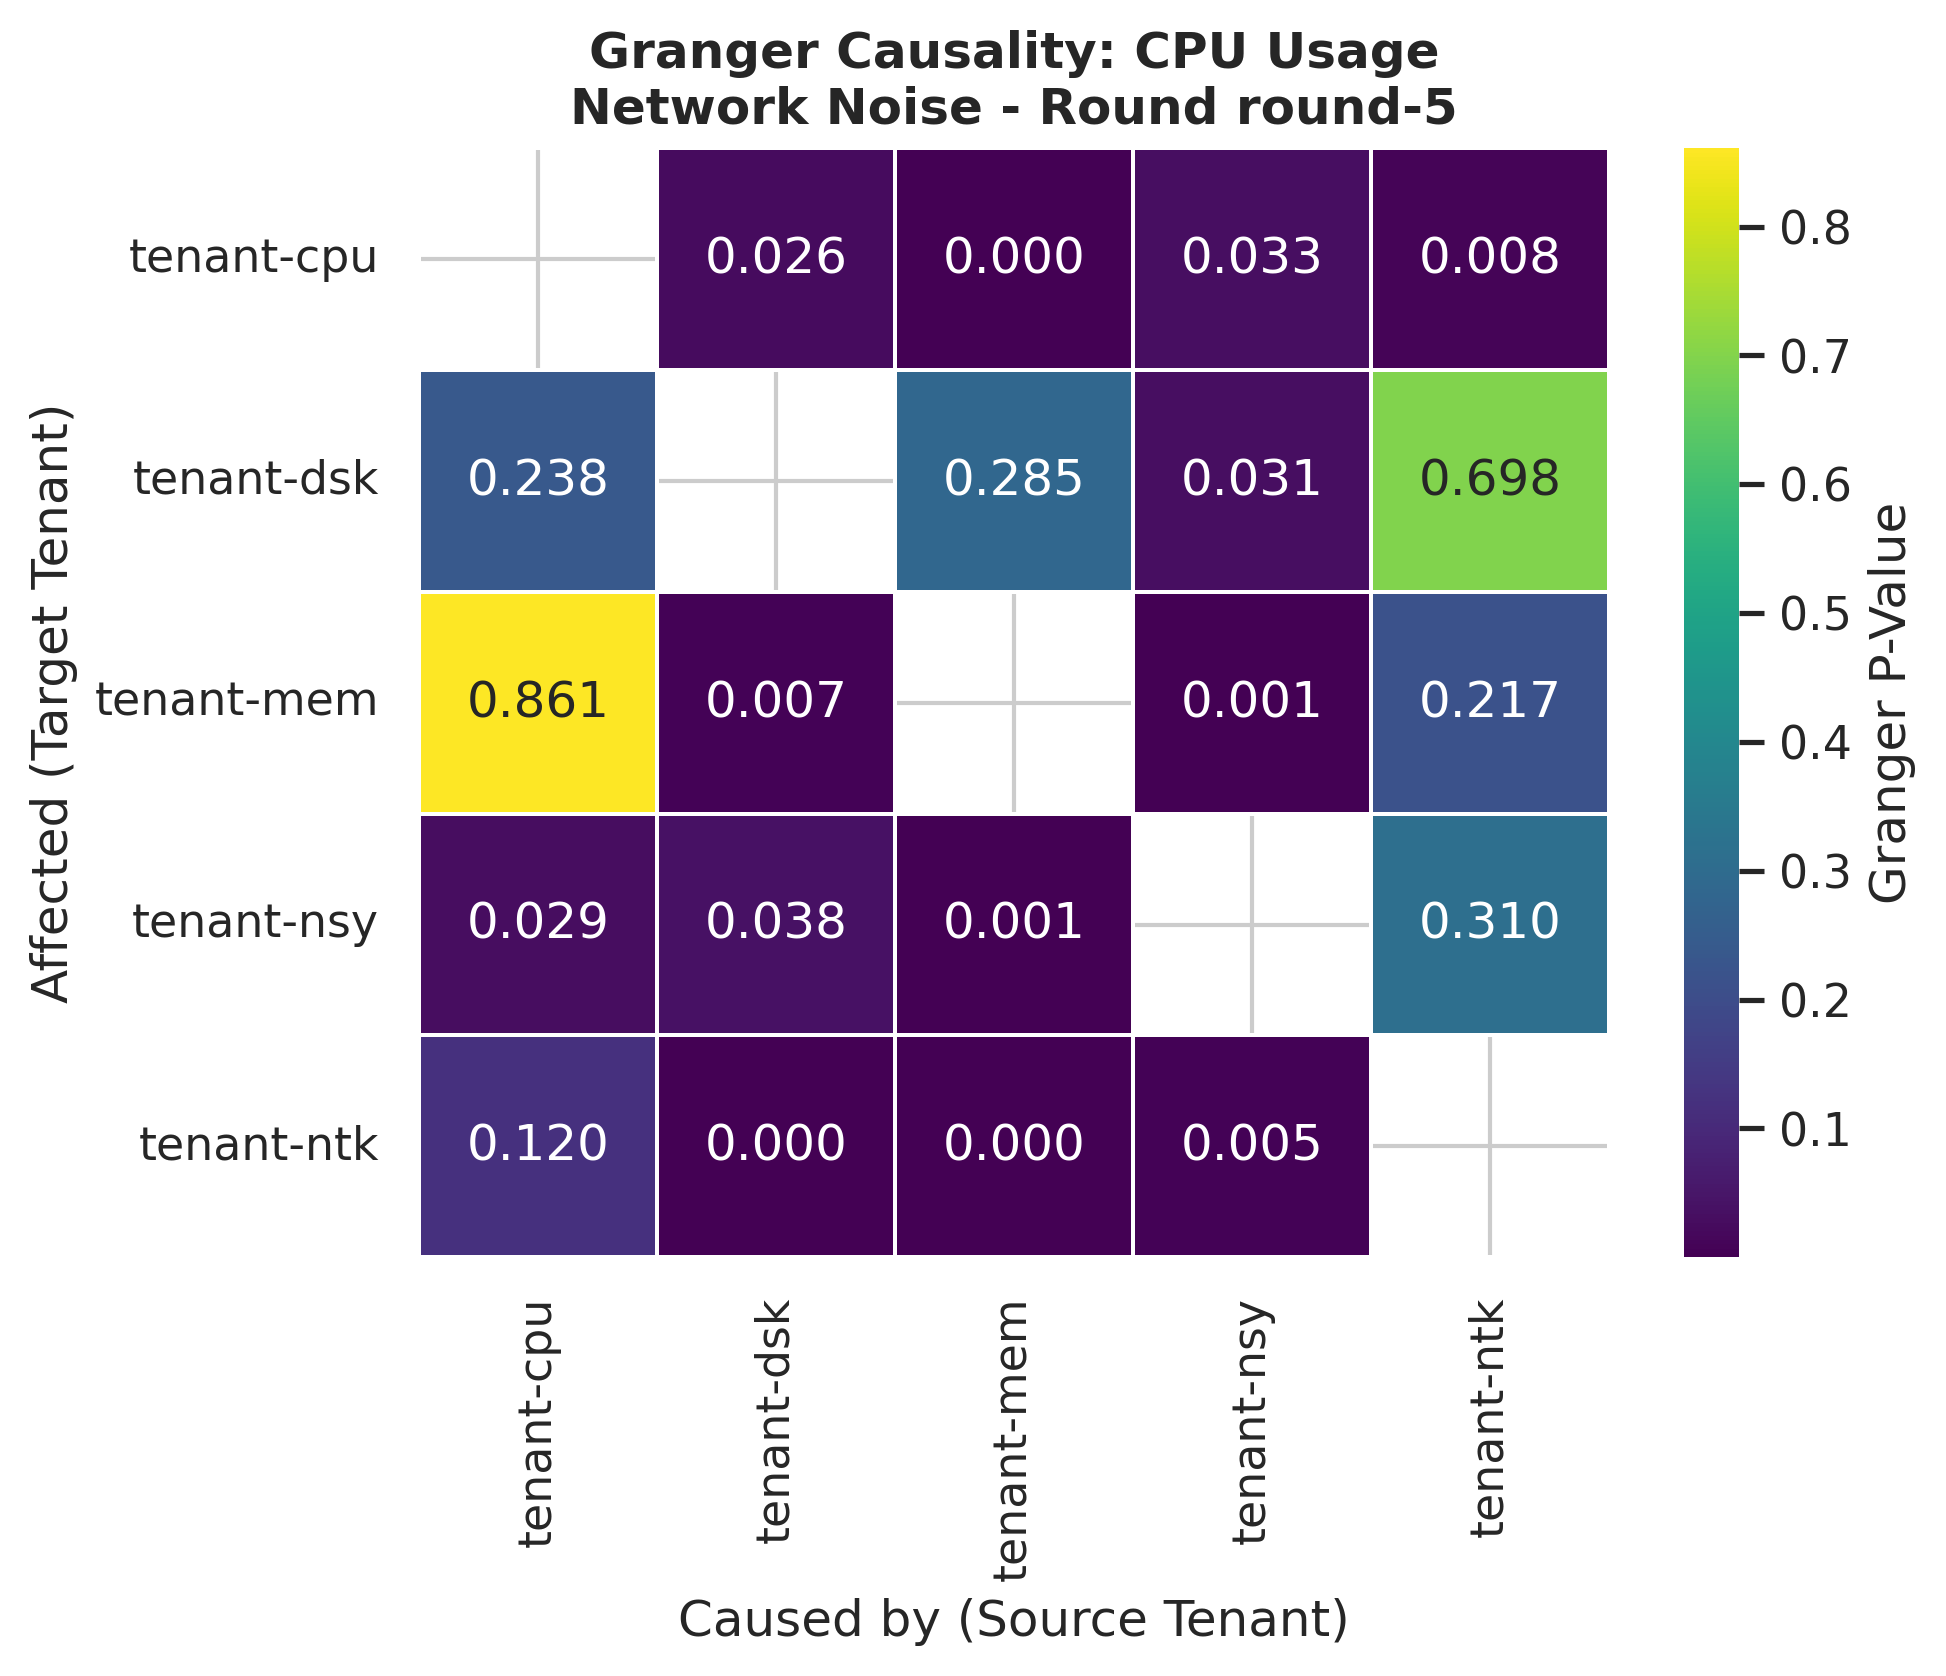 Granger Causality: CPU Usage
Network Noise - Round round-5
tenant-cpu 0.026 0.000 0.033 0.008
tenant-dsk 0.238 0.285 0.031 0.698
tenant-mem 0.861 0.007 0.001 0.217
tenant-nsy 0.029 0.038 0.001 0.310
tenant-ntk 0.120 0.000 0.000 0.005
Affected (Target Tenant)
tenant-cpu
tenant-dsk
tenant-mem
tenant-nsy
tenant-ntk
Caused by (Source Tenant)
0.8
0.7
0.6
0.5
0.4
0.3
0.2
0.1
Granger P-Value